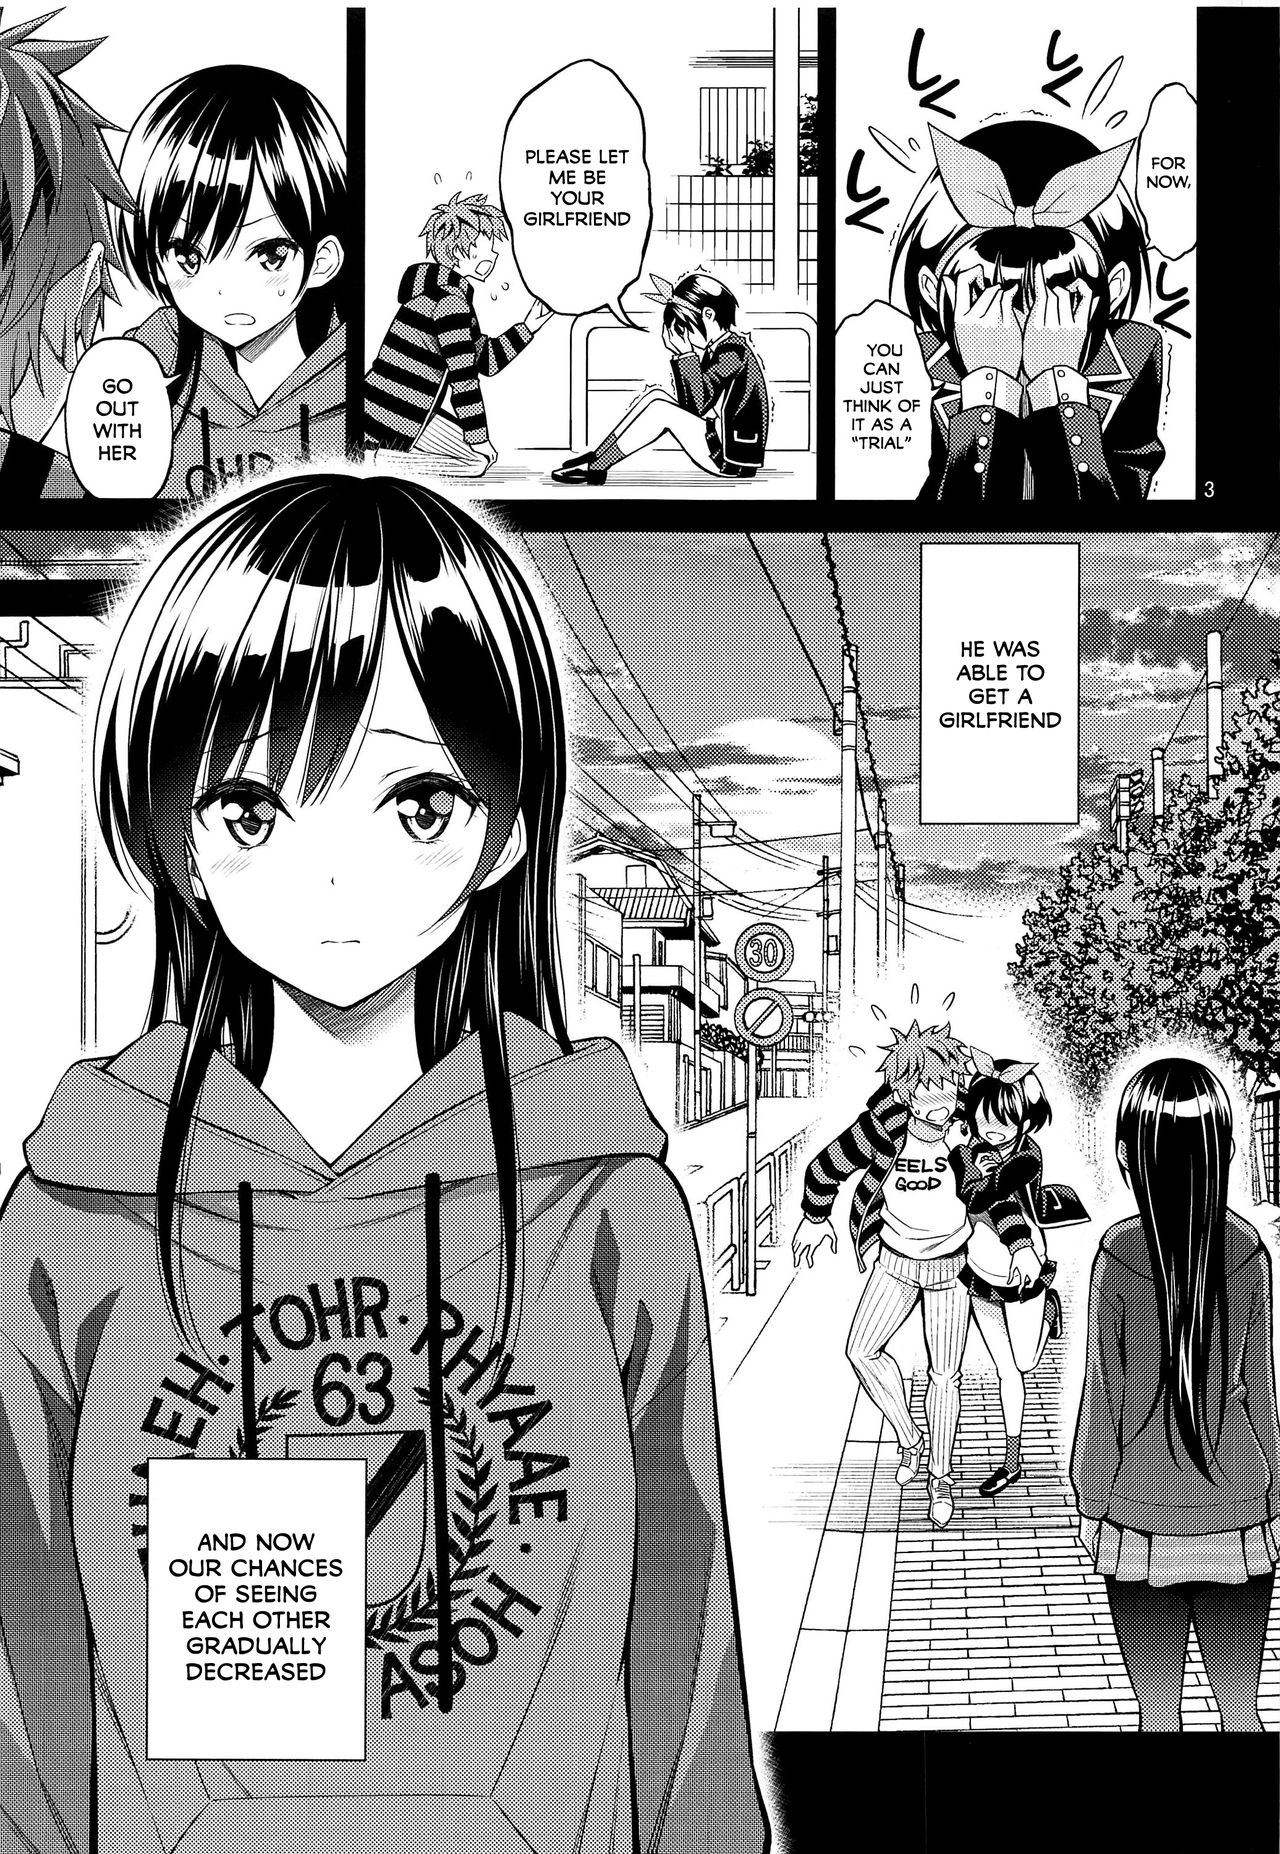 FOR
NOW,
YOU
CAN
JUST
THINK OF
IT AS A
"TRIAL"
3
PLEASE LET
ME BE
YOUR
GIRLFRIEND
GO
OUT
WITH
HER
HE WAS
ABLE TO
GET A
GIRLFRIEND
30
EELS
GOOD
EH·TOHR·PHYAAE·H
63
ASOH
AND NOW
OUR CHANCES
OF SEEING
EACH OTHER
GRADUALLY
DECREASED